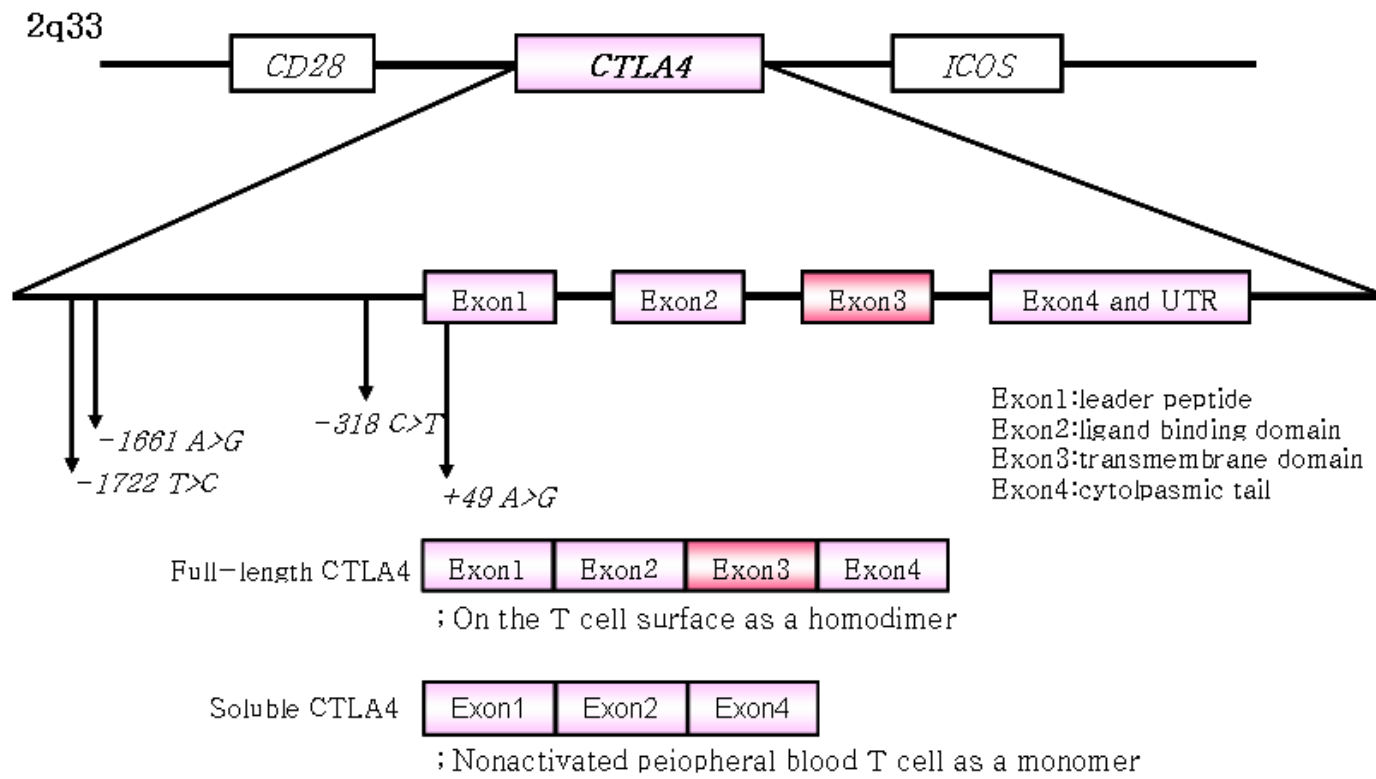 2q33
CD28
CTLA4
ICOS
Exon1
Exon2
Exon3
Exon4 and UTR
-1661 A>G
-1722 T>C
-318 C>T
+49 A>G
Exon1:leader peptide
Exon2:ligand binding domain
Exon3:transmembrane domain
Exon4:cytolpasmic tail
Full-length CTLA4
Exon1
Exon2
Exon3
Exon4
; On the T cell surface as a homodimer
Soluble CTLA4
Exon1
Exon2
Exon4
; Nonactivated peiopheral blood T cell as a monomer